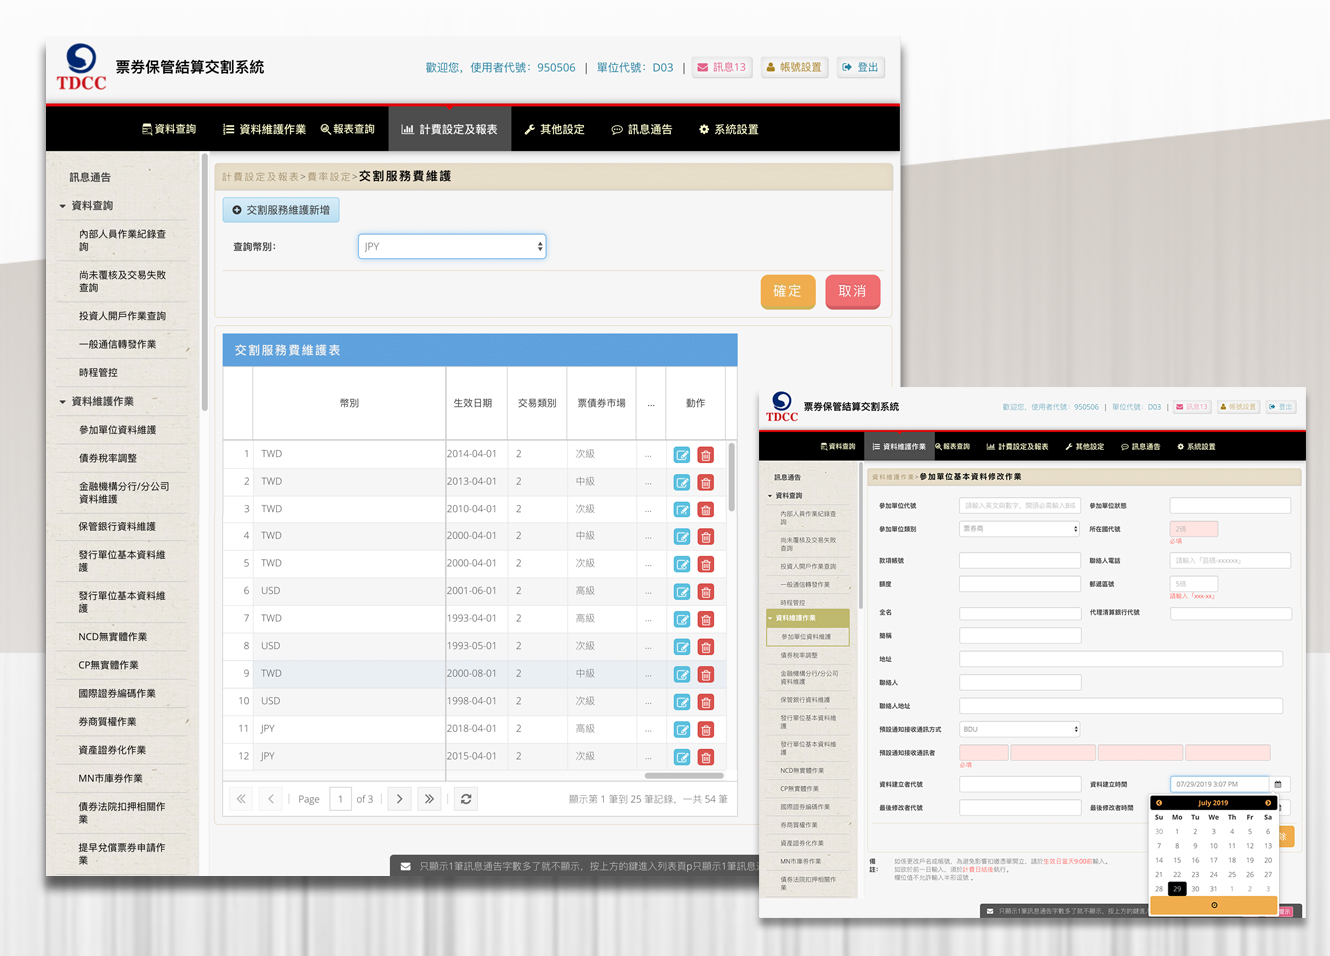 TDCC
票券保管結算交割系統
歡迎您, 使用者代號: 950506 | 單位代號: D03 | 訊息13 帳號設置 登出
資料查詢 資料維護作業 報表查詢 計費設定及報表 其他設定 訊息通告 系統設置
訊息通告
資料查詢
內部人員作業紀錄查
詢
尚未覆核及交易失敗
查詢
投資人開戶作業查詢
一般通信轉發作業
時程管控
資料維護作業
參加單位資料維護
債券稅率調整
金融機構分行/分公司
資料維護
保管銀行資料維護
發行單位基本資料維
護
發行單位基本資料維
護
NCD無實體作業
CP無實體作業
國際證券編碼作業
券商質權作業
資產證券化作業
MN市庫券作業
債券法院扣押相關作
業
提早兌償票券申請作
業
計費設定及報表>費率設定>交割服務費維護
交割服務維護新增
查詢幣別:
JPY
確定
取消
交割服務費維護表
幣別 生效日期 交易類別 票債券市場 ... 動作
1 TWD 2014-04-01 2 次級 ...
2 TWD 2013-04-01 2 中級 ...
3 TWD 2010-04-01 2 次級 ...
4 TWD 2000-04-01 2 中級 ...
5 TWD 2000-04-01 2 次級 ...
6 USD 2001-06-01 2 高級 ...
7 TWD 1993-04-01 2 高級 ...
8 USD 1993-05-01 2 次級 ...
9 TWD 2000-08-01 2 中級 ...
10 USD 1998-04-01 2 次級 ...
11 JPY 2018-04-01 2 高級 ...
12 JPY 2015-04-01 2 次級 ...
Page 1 of 3
顯示第 1 筆到 25 筆記錄, 一共 54 筆
只顯示1筆訊息通告字數多了就不顯示, 按上方的鍵進入列表頁p只顯示1筆訊息
TDCC
票券保管結算交割系統
歡迎您, 使用者代號: 950506 | 單位代號: D03 | 訊息13 帳號設置 登出
資料查詢 資料維護作業 報表查詢 計費設定及報表 其他設定 訊息通告 系統設置
訊息通告
資料查詢
內部人員作業紀錄查
詢
尚未覆核及交易失敗
查詢
投資人開戶作業查詢
一般通信轉發作業
時程管控
資料維護作業
參加單位資料維護
債券稅率調整
金融機構分行/分公司
資料維護
保管銀行資料維護
發行單位基本資料維
護
發行單位基本資料維
護
NCD無實體作業
CP無實體作業
國際證券編碼作業
券商質權作業
資產證券化作業
MN市庫券作業
債券法院扣押相關作
業
資料維護作業>參加單位基本資料修改作業
參加單位代號 請輸入英文與數字, 開頭必需輸入B或 參加單位狀態
參加單位類別 票券商 所在國代號 2碼
必填
款項帳號 聯絡人電話 請輸入「區碼-xxxxxx」
額度 郵遞區號 5碼
請輸入「xxx-xx」
全名 代理清算銀行代號
簡稱
地址
聯絡人
聯絡人地址
預設通知接收通訊方式 BDU
預設通知接收通訊者
必填
資料建立者代號 資料建立時間 07/29/2019 3:07 PM
最後修改者代號 最後修改者時間
July 2019
Su Mo Tu We Th Fr Sa
30 1 2 3 4 5 6
7 8 9 10 11 12 13
14 15 16 17 18 19 20
21 22 23 24 25 26 27
28 29 30 31 1 2 3
備 如係更改戶名或帳號, 為避免影響扣繳憑單開立, 請於生效日當天9:00前輸入。
註: 如欲於前一日輸入, 須於計費日結後執行。
欄位值不允許輸入半形逗號。
只顯示1筆訊息通告字數多了就不顯示, 按上方的鍵進